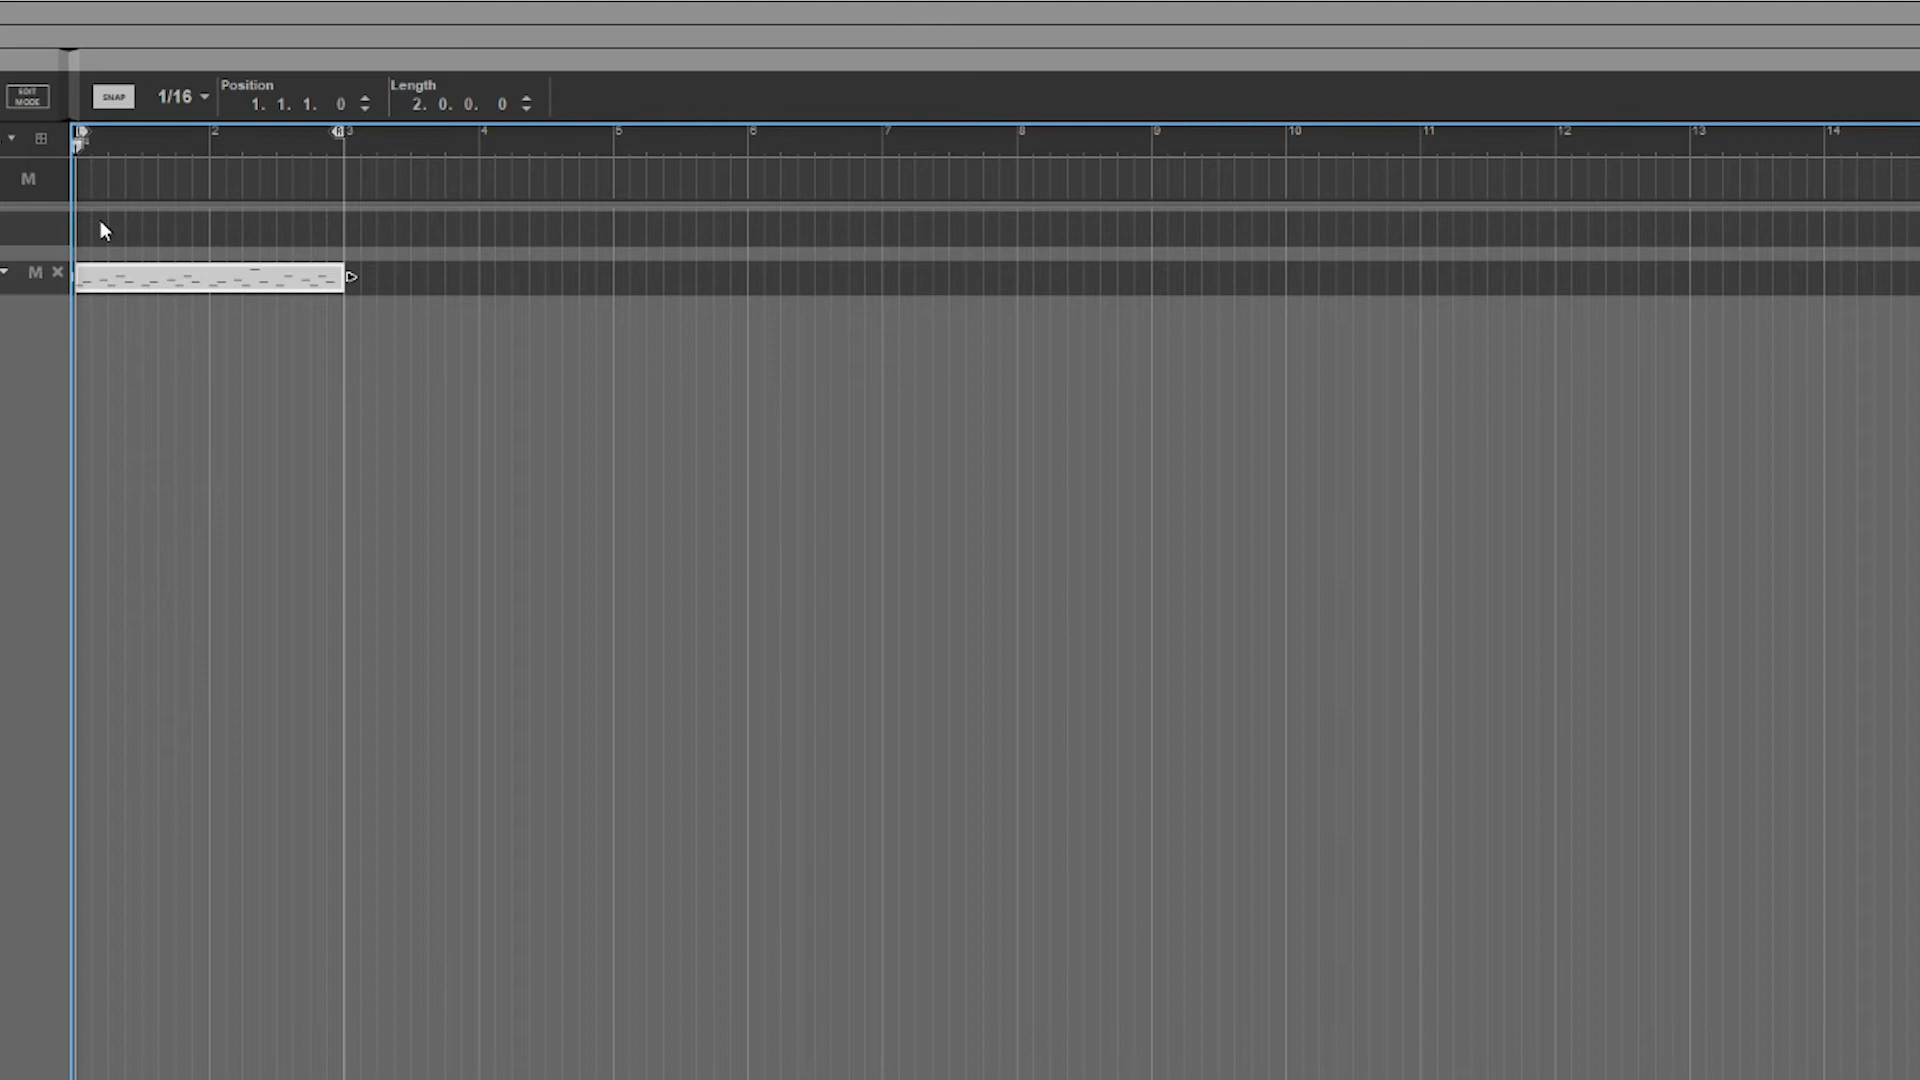 EDIT MODE
SNAP
1/16
Position
1. 1. 1. 0
Length
2. 0. 0. 0
L
2
R
3
4
5
6
7
8
9
10
11
12
13
14
M
M